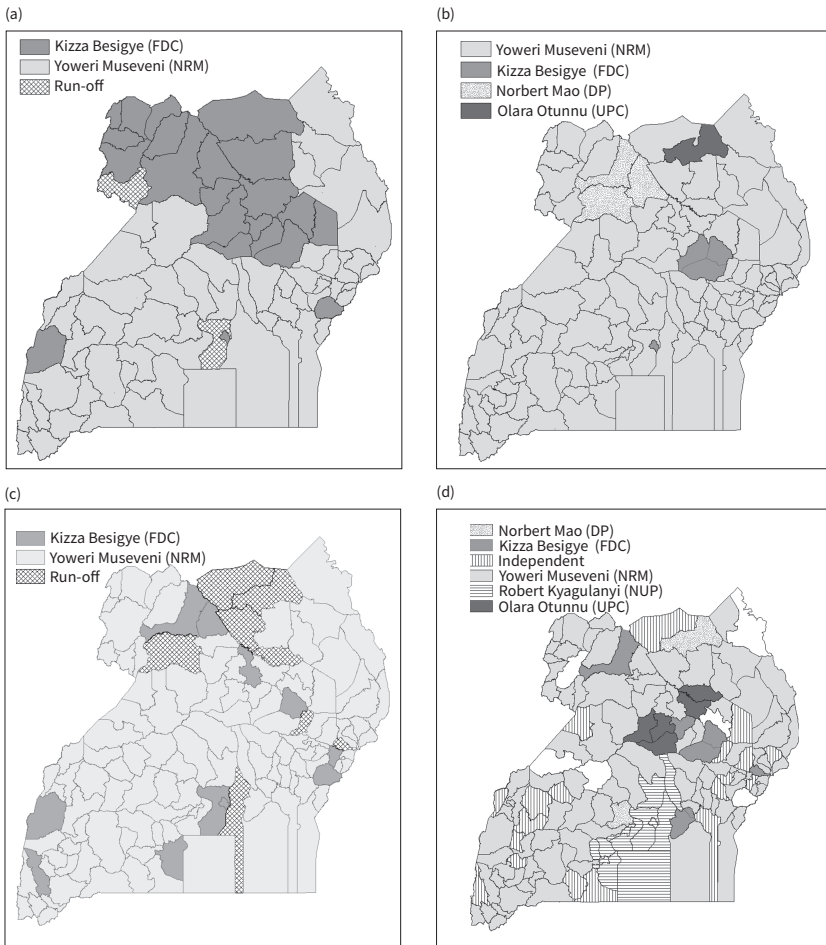 (a)
Kizza Besigye (FDC)
Yoweri Museveni (NRM)
Run-off
(b)
Yoweri Museveni (NRM)
Kizza Besigye (FDC)
Norbert Mao (DP)
Olara Otunnu (UPC)
(c)
Kizza Besigye (FDC)
Yoweri Museveni (NRM)
Run-off
(d)
Norbert Mao (DP)
Kizza Besigye (FDC)
Independent
Yoweri Museveni (NRM)
Robert Kyagulanyi (NUP)
Olara Otunnu (UPC)